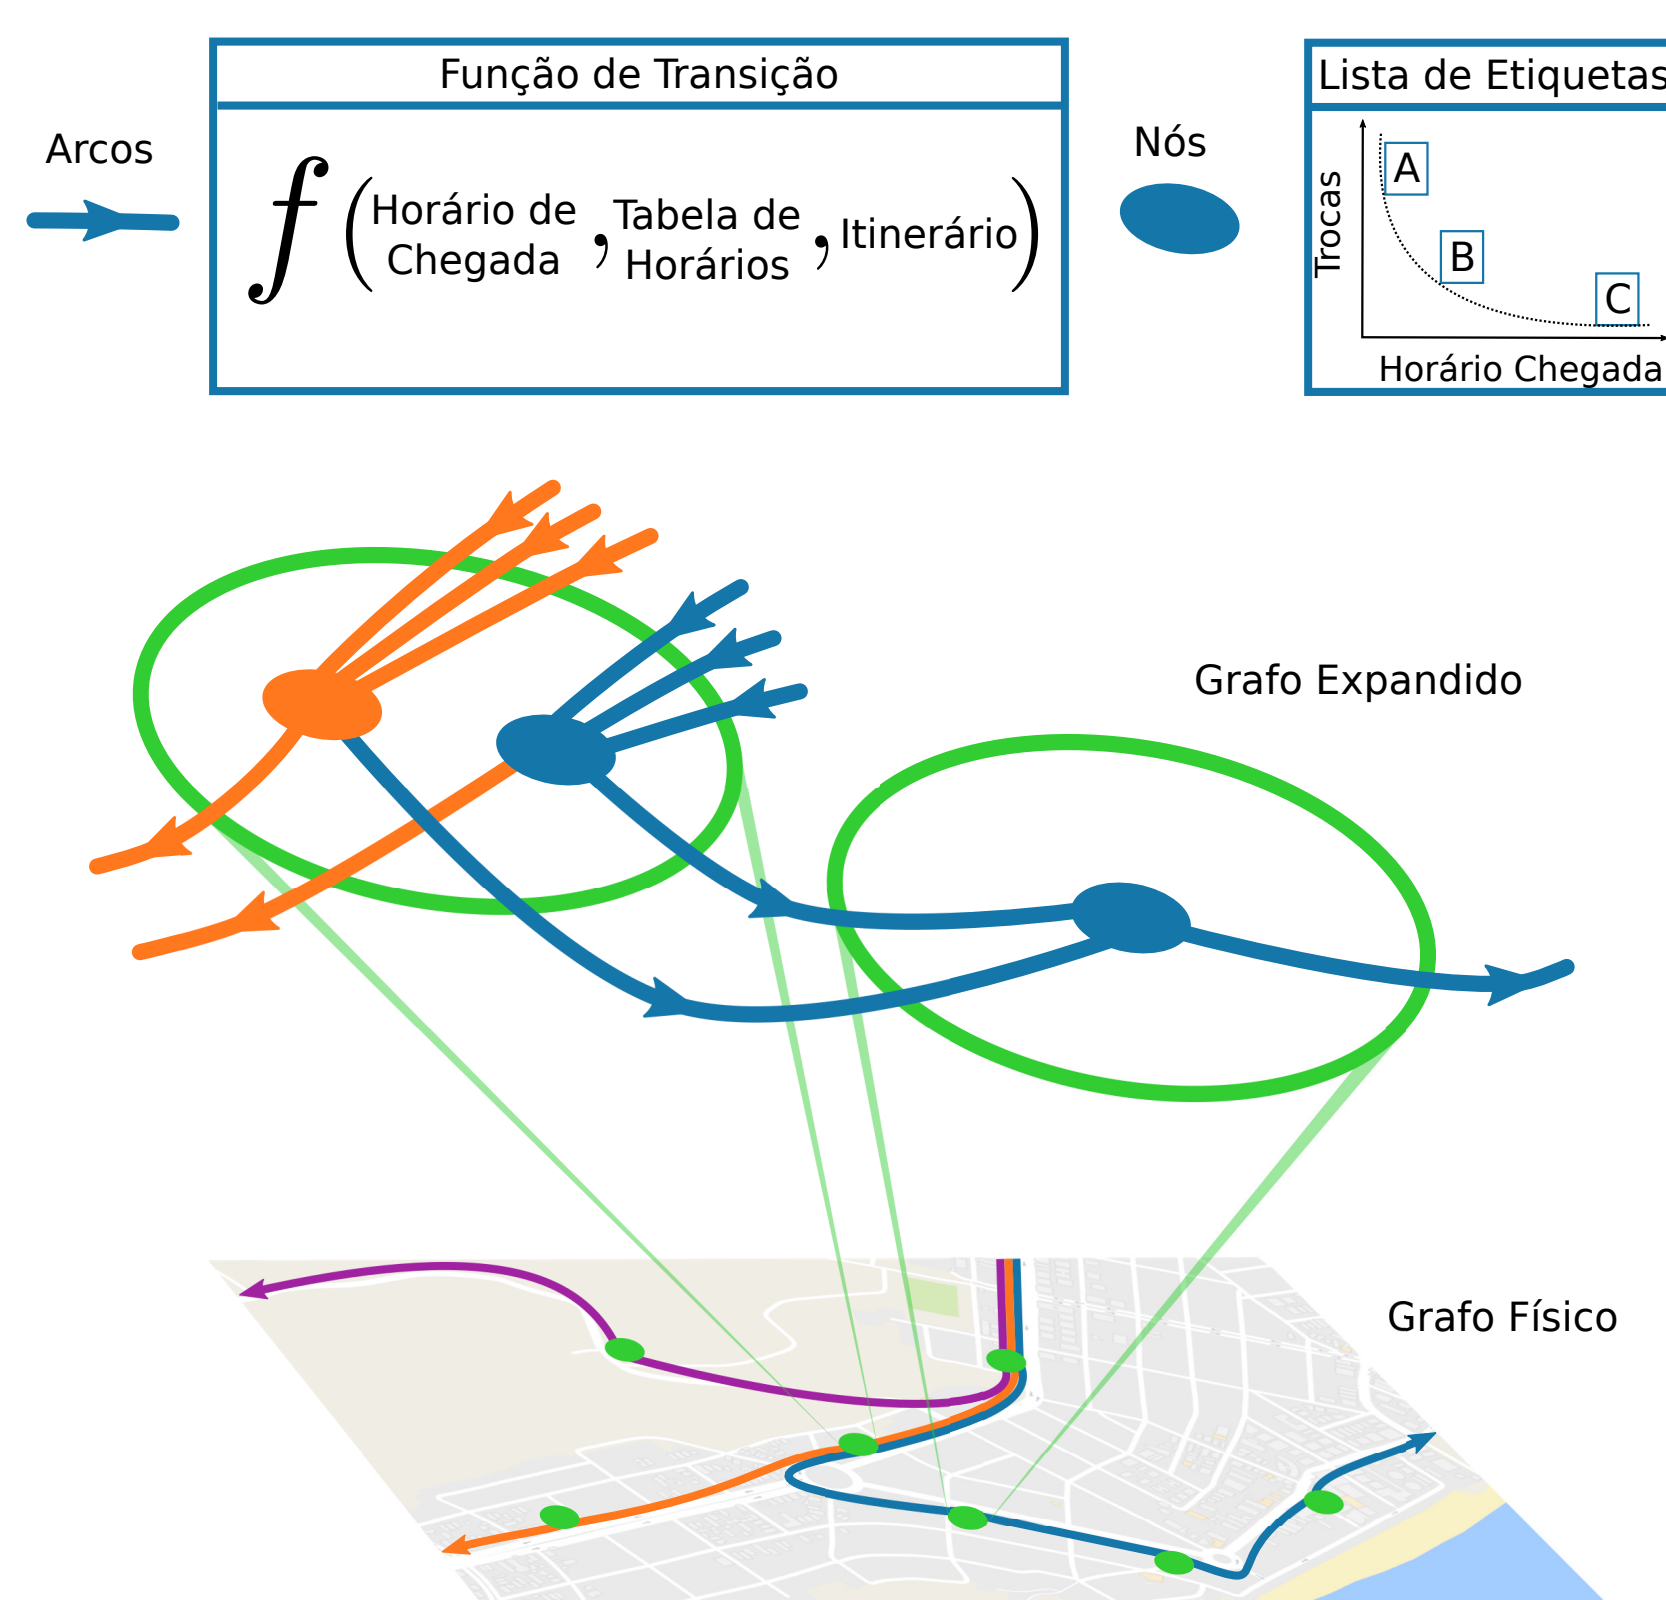 Função de Transição
Lista de Etiquetas
Arcos
Nós
f ( Horário de Chegada , Tabela de Horários , Itinerário )
Trocas
A
B
C
Horário Chegada
Grafo Expandido
Grafo Físico